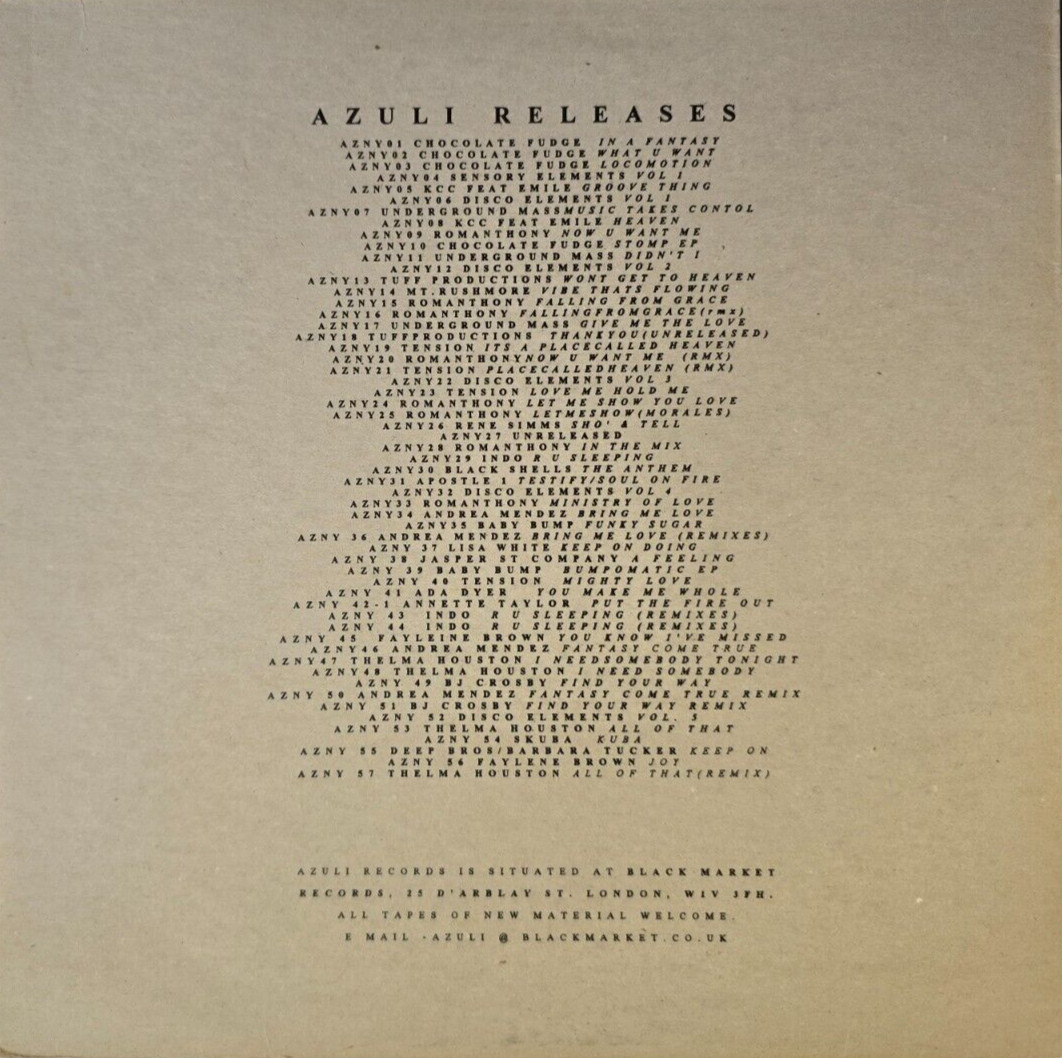 AZULI RELEASES
AZNY01 CHOCOLATE FUDGE IN A FANTASY
AZNY02 CHOCOLATE FUDGE WHAT U WANT
AZNY03 CHOCOLATE FUDGE LOCOMOTION
AZNY04 SENSORY ELEMENTS VOL 1
AZNY05 KCC FEAT EMILE GROOVE THING
AZNY06 DISCO ELEMENTS VOL 1
AZNY07 UNDERGROUND MASSMUSIC TAKES CONTOL
AZNY08 KCC FEAT EMILE HEAVEN
AZNY09 ROMANTHONY NOW U WANT ME
AZNY10 CHOCOLATE FUDGE STOMP EP
AZNY11 UNDERGROUND MASS DIDN'T I
AZNY12 DISCO ELEMENTS VOL 2
AZNY13 TUFF PRODUCTIONS WONT GET TO HEAVEN
AZNY14 MT.RUSHMORE VIBE THATS FLOWING
AZNY15 ROMANTHONY FALLING FROM GRACE
AZNY16 ROMANTHONY FALLINGFROMGRACE(rmx)
AZNY17 UNDERGROUND MASS GIVE ME THE LOVE
AZNY18 TUFFPRODUCTIONS THANKYOU(UNRELEASED)
AZNY19 TENSION ITS A PLACECALLED HEAVEN
AZNY20 ROMANTHONYNOW U WANT ME (RMX)
AZNY21 TENSION PLACECALLEDHEAVEN (RMX)
AZNY22 DISCO ELEMENTS VOL 3
AZNY23 TENSION LOVE ME HOLD ME
AZNY24 ROMANTHONY LET ME SHOW YOU LOVE
AZNY25 ROMANTHONY LETMESHOW(MORALES)
AZNY26 RENE SIMMS SHO' & TELL
AZNY27 UNRELEASED
AZNY28 ROMANTHONY IN THE MIX
AZNY29 INDO R U SLEEPING
AZNY30 BLACK SHELLS THE ANTHEM
AZNY31 APOSTLE 1 TESTIFY/SOUL ON FIRE
AZNY32 DISCO ELEMENTS VOL 4
AZNY33 ROMANTHONY MINISTRY OF LOVE
AZNY34 ANDREA MENDEZ BRING ME LOVE
AZNY35 BABY BUMP FUNKY SUGAR
AZNY 36 ANDREA MENDEZ BRING ME LOVE (REMIXES)
AZNY 37 LISA WHITE KEEP ON DOING
AZNY 38 JASPER ST COMPANY A FEELING
AZNY 39 BABY BUMP BUMPOMATIC EP
AZNY 40 TENSION MIGHTY LOVE
AZNY 41 ADA DYER YOU MAKE ME WHOLE
AZNY 42-1 ANNETTE TAYLOR PUT THE FIRE OUT
AZNY 43 INDO R U SLEEPING (REMIXES)
AZNY 44 INDO R U SLEEPING (REMIXES)
AZNY 45 FAYLEINE BROWN YOU KNOW I'VE MISSED
AZNY46 ANDREA MENDEZ FANTASY COME TRUE
AZNY47 THELMA HOUSTON I NEEDSOMEBODY TONIGHT
AZNY48 THELMA HOUSTON I NEED SOMEBODY
AZNY 49 BJ CROSBY FIND YOUR WAY
AZNY 50 ANDREA MENDEZ FANTASY COME TRUE REMIX
AZNY 51 BJ CROSBY FIND YOUR WAY REMIX
AZNY 52 DISCO ELEMENTS VOL. 5
AZNY 53 THELMA HOUSTON ALL OF THAT
AZNY 54 SKUBA KUBA
AZNY 55 DEEP BROS/BARBARA TUCKER KEEP ON
AZNY 56 FAYLENE BROWN JOY
AZNY 57 THELMA HOUSTON ALL OF THAT(REMIX)
AZULI RECORDS IS SITUATED AT BLACK MARKET
RECORDS, 25 D'ARBLAY ST. LONDON, W1V 3FH.
ALL TAPES OF NEW MATERIAL WELCOME.
E MAIL -AZULI @ BLACKMARKET.CO.UK